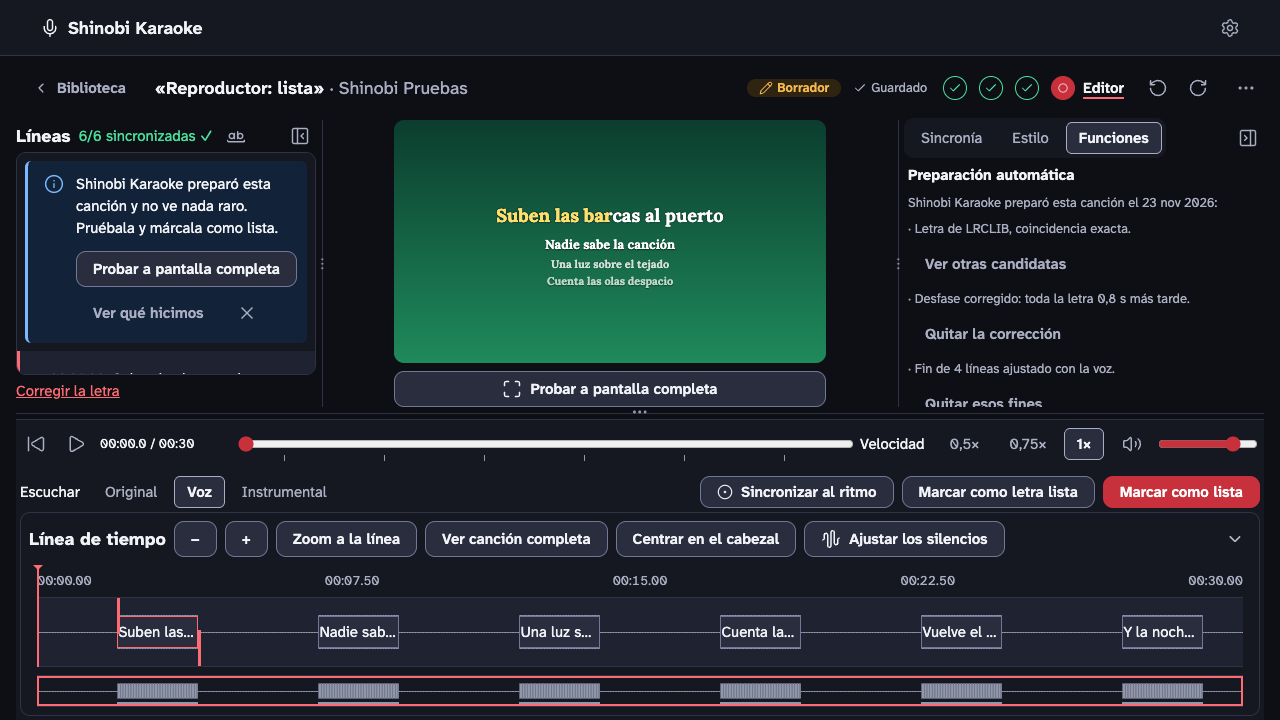 Shinobi Karaoke
Biblioteca
«Reproductor: lista» · Shinobi Pruebas
Borrador
Guardado
Editor
Líneas
6/6 sincronizadas
ab
Shinobi Karaoke preparó esta
canción y no ve nada raro.
Pruébala y márcala como lista.
Probar a pantalla completa
Ver qué hicimos
Corregir la letra
Suben las barcas al puerto
Nadie sabe la canción
Una luz sobre el tejado
Cuenta las olas despacio
Probar a pantalla completa
Sincronía
Estilo
Funciones
Preparación automática
Shinobi Karaoke preparó esta canción el 23 nov 2026:
· Letra de LRCLIB, coincidencia exacta.
Ver otras candidatas
· Desfase corregido: toda la letra 0,8 s más tarde.
Quitar la corrección
· Fin de 4 líneas ajustado con la voz.
Quitar esos fines
00:00.0 / 00:30
Velocidad
0,5×
0,75×
1×
Escuchar
Original
Voz
Instrumental
Sincronizar al ritmo
Marcar como letra lista
Marcar como lista
Línea de tiempo
−
+
Zoom a la línea
Ver canción completa
Centrar en el cabezal
Ajustar los silencios
00:00.00
00:07.50
00:15.00
00:22.50
00:30.00
Suben las...
Nadie sab...
Una luz s...
Cuenta la...
Vuelve el ...
Y la noch...